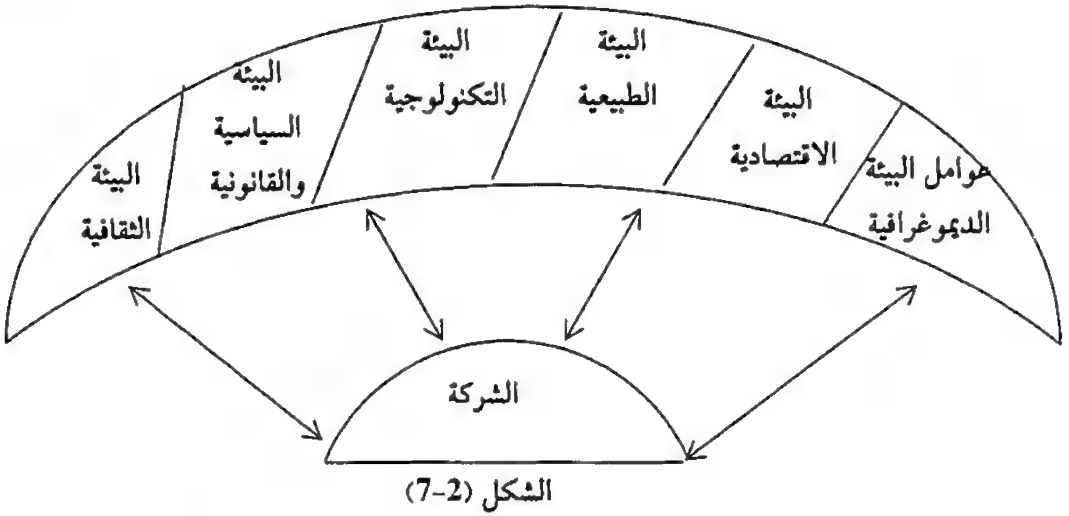 عوامل البيئة
الديموغرافية
البيئة
الاقتصادية
البيئة
الطبيعية
البيئة
التكنولوجية
البيئة
السياسية
والقانونية
البيئة
الثقافية
الشركة
الشكل (2-7)